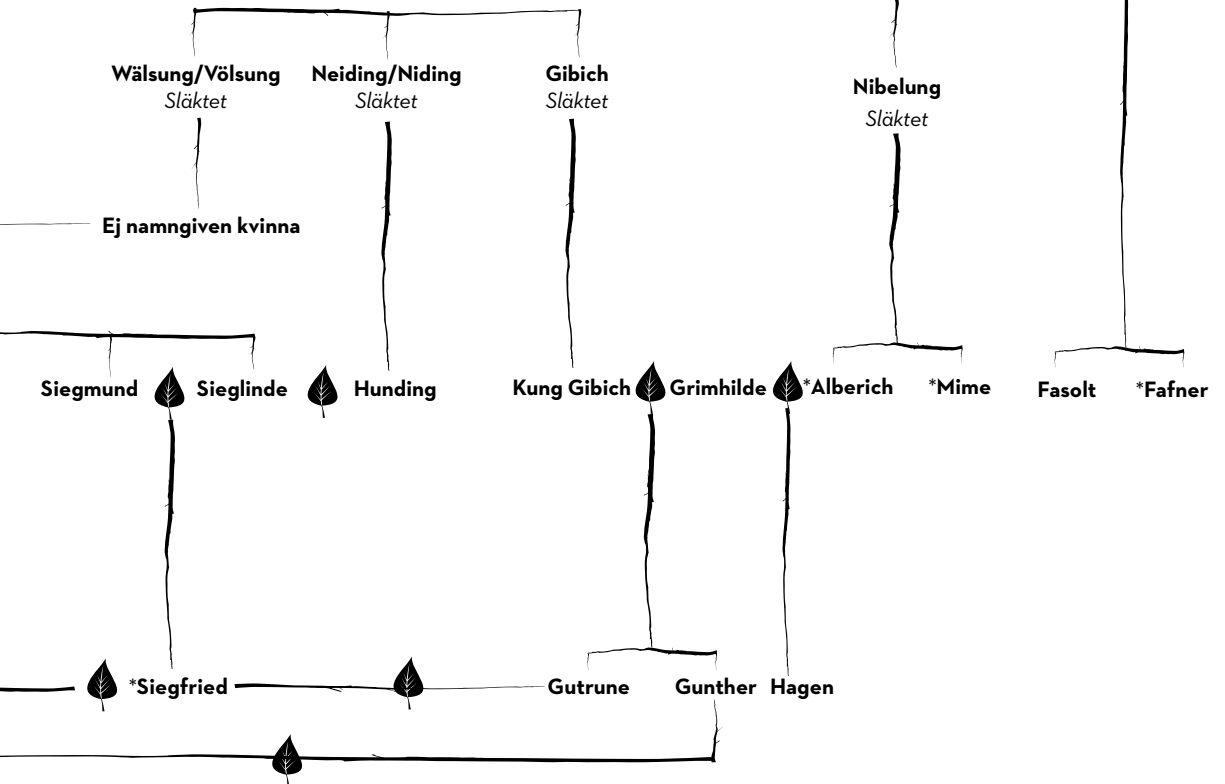 Wälsung/Völsung
Släktet
Neiding/Niding
Släktet
Gibich
Släktet
Nibelung
Släktet
Ej namngiven kvinna
Siegmund
Sieglinde
Hunding
Kung Gibich
Grimhilde
*Alberich
*Mime
Fasolt
*Fafner
*Siegfried
Gutrune
Gunther
Hagen